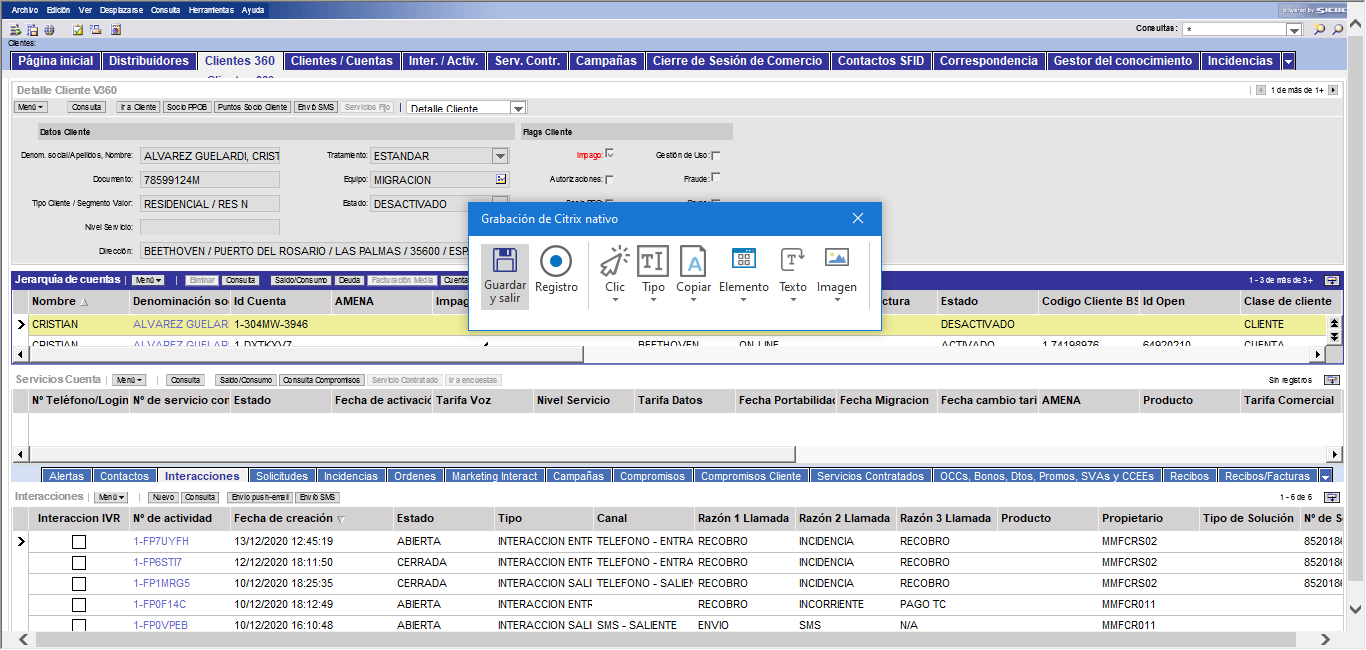 Archivo Edición Ver Desplazarse Consulta Herramientas Ayuda powered by SIEBEL
Consultas: *
Clientes:
Página inicial Distribuidores Clientes 360 Clientes / Cuentas Inter. / Activ. Serv. Contr. Campañas Cierre de Sesión de Comercio Contactos SFID Correspondencia Gestor del conocimiento Incidencias
Detalle Cliente V360 1 de más de 1+
Menú Consulta Ir a Cliente Socio PPOB Puntos Socio Cliente Envío SMS Servicios Fijo Detalle Cliente
Datos Cliente Flags Cliente
Denom. social/Apellidos, Nombre: ALVAREZ GUELARDI, CRIST Tratamiento: ESTANDAR Impago: Gestión de Uso:
Documento: 78599124M Equipo: MIGRACION Autorizaciones: Fraude:
Tipo Cliente / Segmento Valor: RESIDENCIAL / RES N Estado: DESACTIVADO
Nivel Servicio:
Dirección: BEETHOVEN / PUERTO DEL ROSARIO / LAS PALMAS / 35600 / ESP
Grabación de Citrix nativo
Guardar y salir Registro Clic Tipo Copiar Elemento Texto Imagen
Jerarquía de cuentas Menú Eliminar Consulta Saldo/Consumo Deuda Facturación Media Cuenta 1 - 3 de más de 3+
Nombre Denominación so Id Cuenta AMENA Impag ctura Estado Codigo Cliente BS Id Open Clase de cliente
CRISTIAN ALVAREZ GUELAR 1-304MW-3946 DESACTIVADO CLIENTE
CRISTIAN ALVAREZ GUELAR 1-DXTKXV7 BEETHOVEN ON-LINE ACTIVADO 1.74198976 64920210 CUENTA
Servicios Cuenta Menú Consulta Saldo/Consumo Consulta Compromisos Servicio Contratado Ir a encuestas Sin registros
Nº Teléfono/Login Nº de servicio con Estado Fecha de activació Tarifa Voz Nivel Servicio Tarifa Datos Fecha Portabilidad Fecha Migracion Fecha cambio tari AMENA Producto Tarifa Comercial
Alertas Contactos Interacciones Solicitudes Incidencias Ordenes Marketing Interact Campañas Compromisos Compromisos Cliente Servicios Contratados OCCs, Bonos, Dtos, Promos, SVAs y CCEEs Recibos Recibos/Facturas
Interacciones Menú Nuevo Consulta Envio push-email Envío SMS 1 - 6 de 6
Interaccion IVR Nº de actividad Fecha de creación Estado Tipo Canal Razón 1 Llamada Razón 2 Llamada Razón 3 Llamada Producto Propietario Tipo de Solución Nº de S
1-FP7UYFH 13/12/2020 12:45:19 ABIERTA INTERACCION ENTR TELEFONO - ENTRA RECOBRO INCIDENCIA RECOBRO MMFCRS02 8520186
1-FP6STI7 12/12/2020 18:11:50 CERRADA INTERACCION ENTR TELEFONO - ENTRA RECOBRO INCIDENCIA RECOBRO MMFCRS02 8520186
1-FP1MRG5 10/12/2020 18:25:35 CERRADA INTERACCION SALI TELEFONO - SALIEN RECOBRO INCIDENCIA RECOBRO MMFCRS02 8520186
1-FP0F14C 10/12/2020 18:12:49 ABIERTA INTERACCION ENTR RECOBRO INCORRIENTE PAGO TC MMFCR011
1-FP0VPEB 10/12/2020 16:10:48 ABIERTA INTERACCION SALI SMS - SALIENTE ENVIO SMS N/A MMFCR011